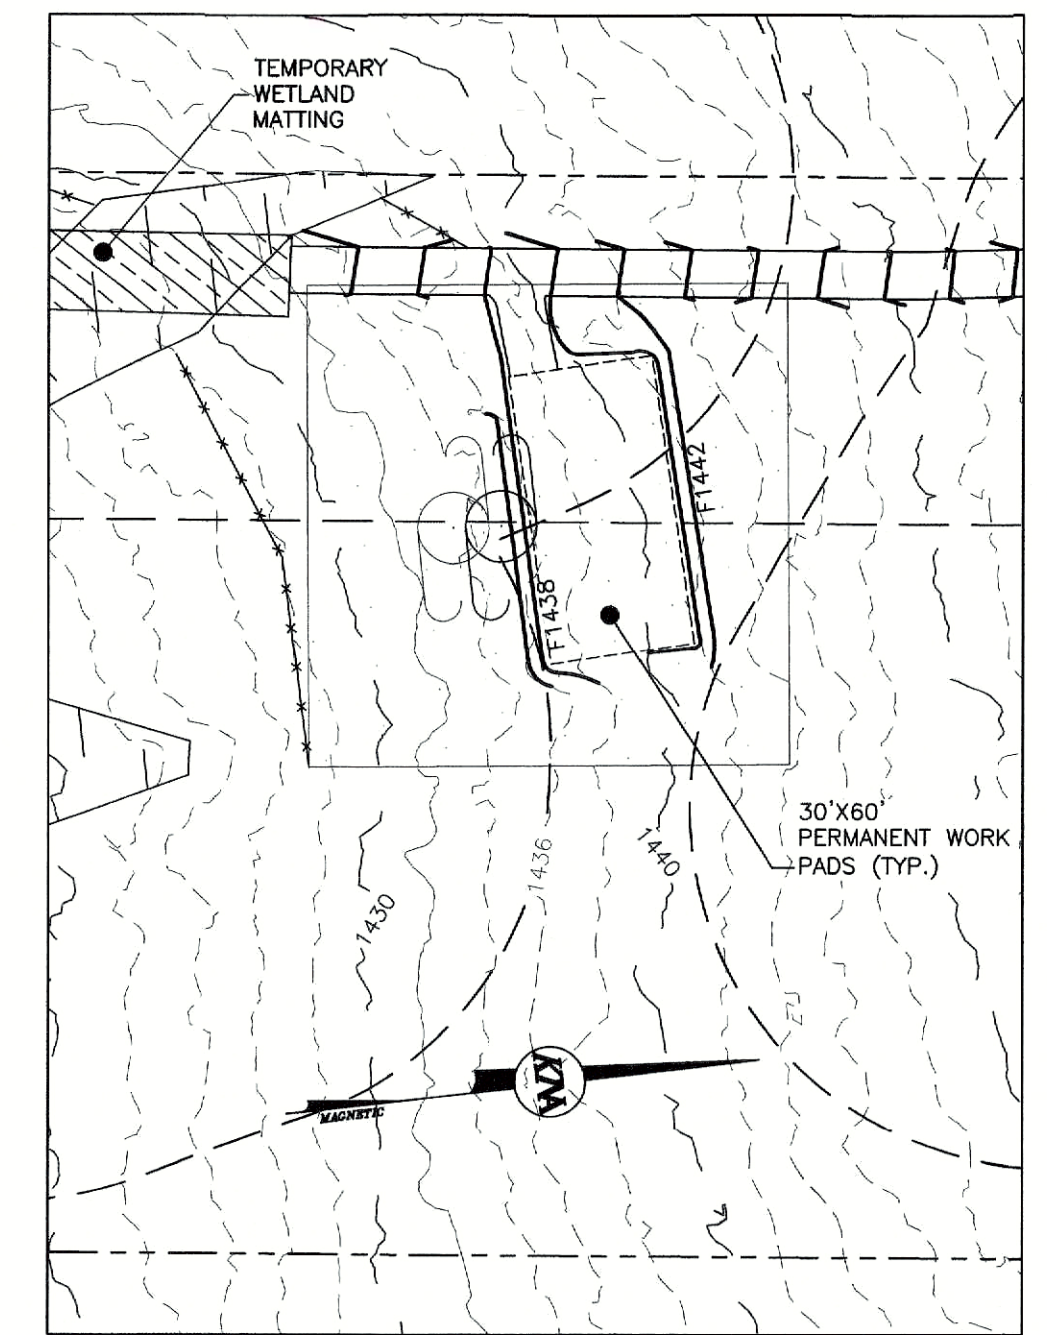 TEMPORARY
WETLAND
MATTING
F1442
F1438
30'X60'
PERMANENT WORK
PADS (TYP.)
1436
1440
1430
MAGNETIC